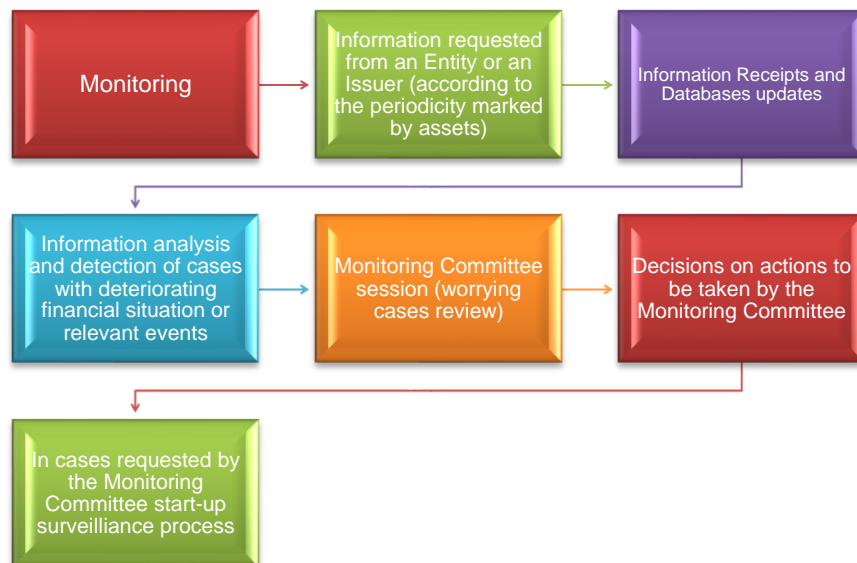 Monitoring
Information requested
from an Entity or an
Issuer (according to
the periodicity marked
by assets)
Information Receipts and
Databases updates
Information analysis
and detection of cases
with deteriorating
financial situation or
relevant events
Monitoring Committee
session (worrying
cases review)
Decisions on actions to
be taken by the
Monitoring Committee
In cases requested by
the Monitoring
Committee start-up
surveilliance process